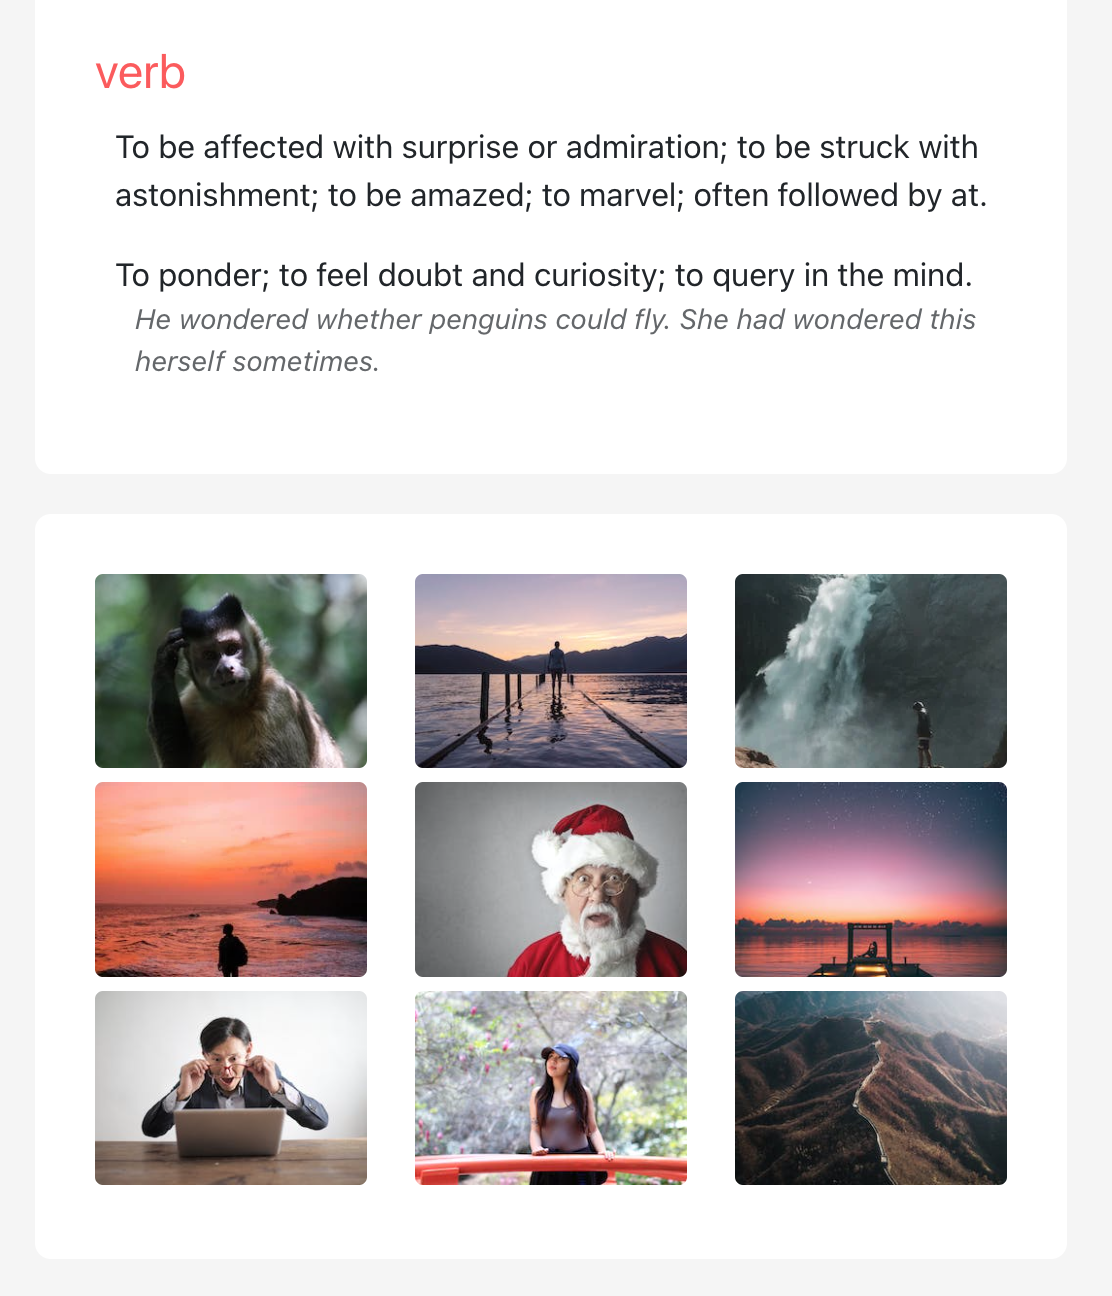 verb
To be affected with surprise or admiration; to be struck with
astonishment; to be amazed; to marvel; often followed by at.
To ponder; to feel doubt and curiosity; to query in the mind.
He wondered whether penguins could fly. She had wondered this
herself sometimes.